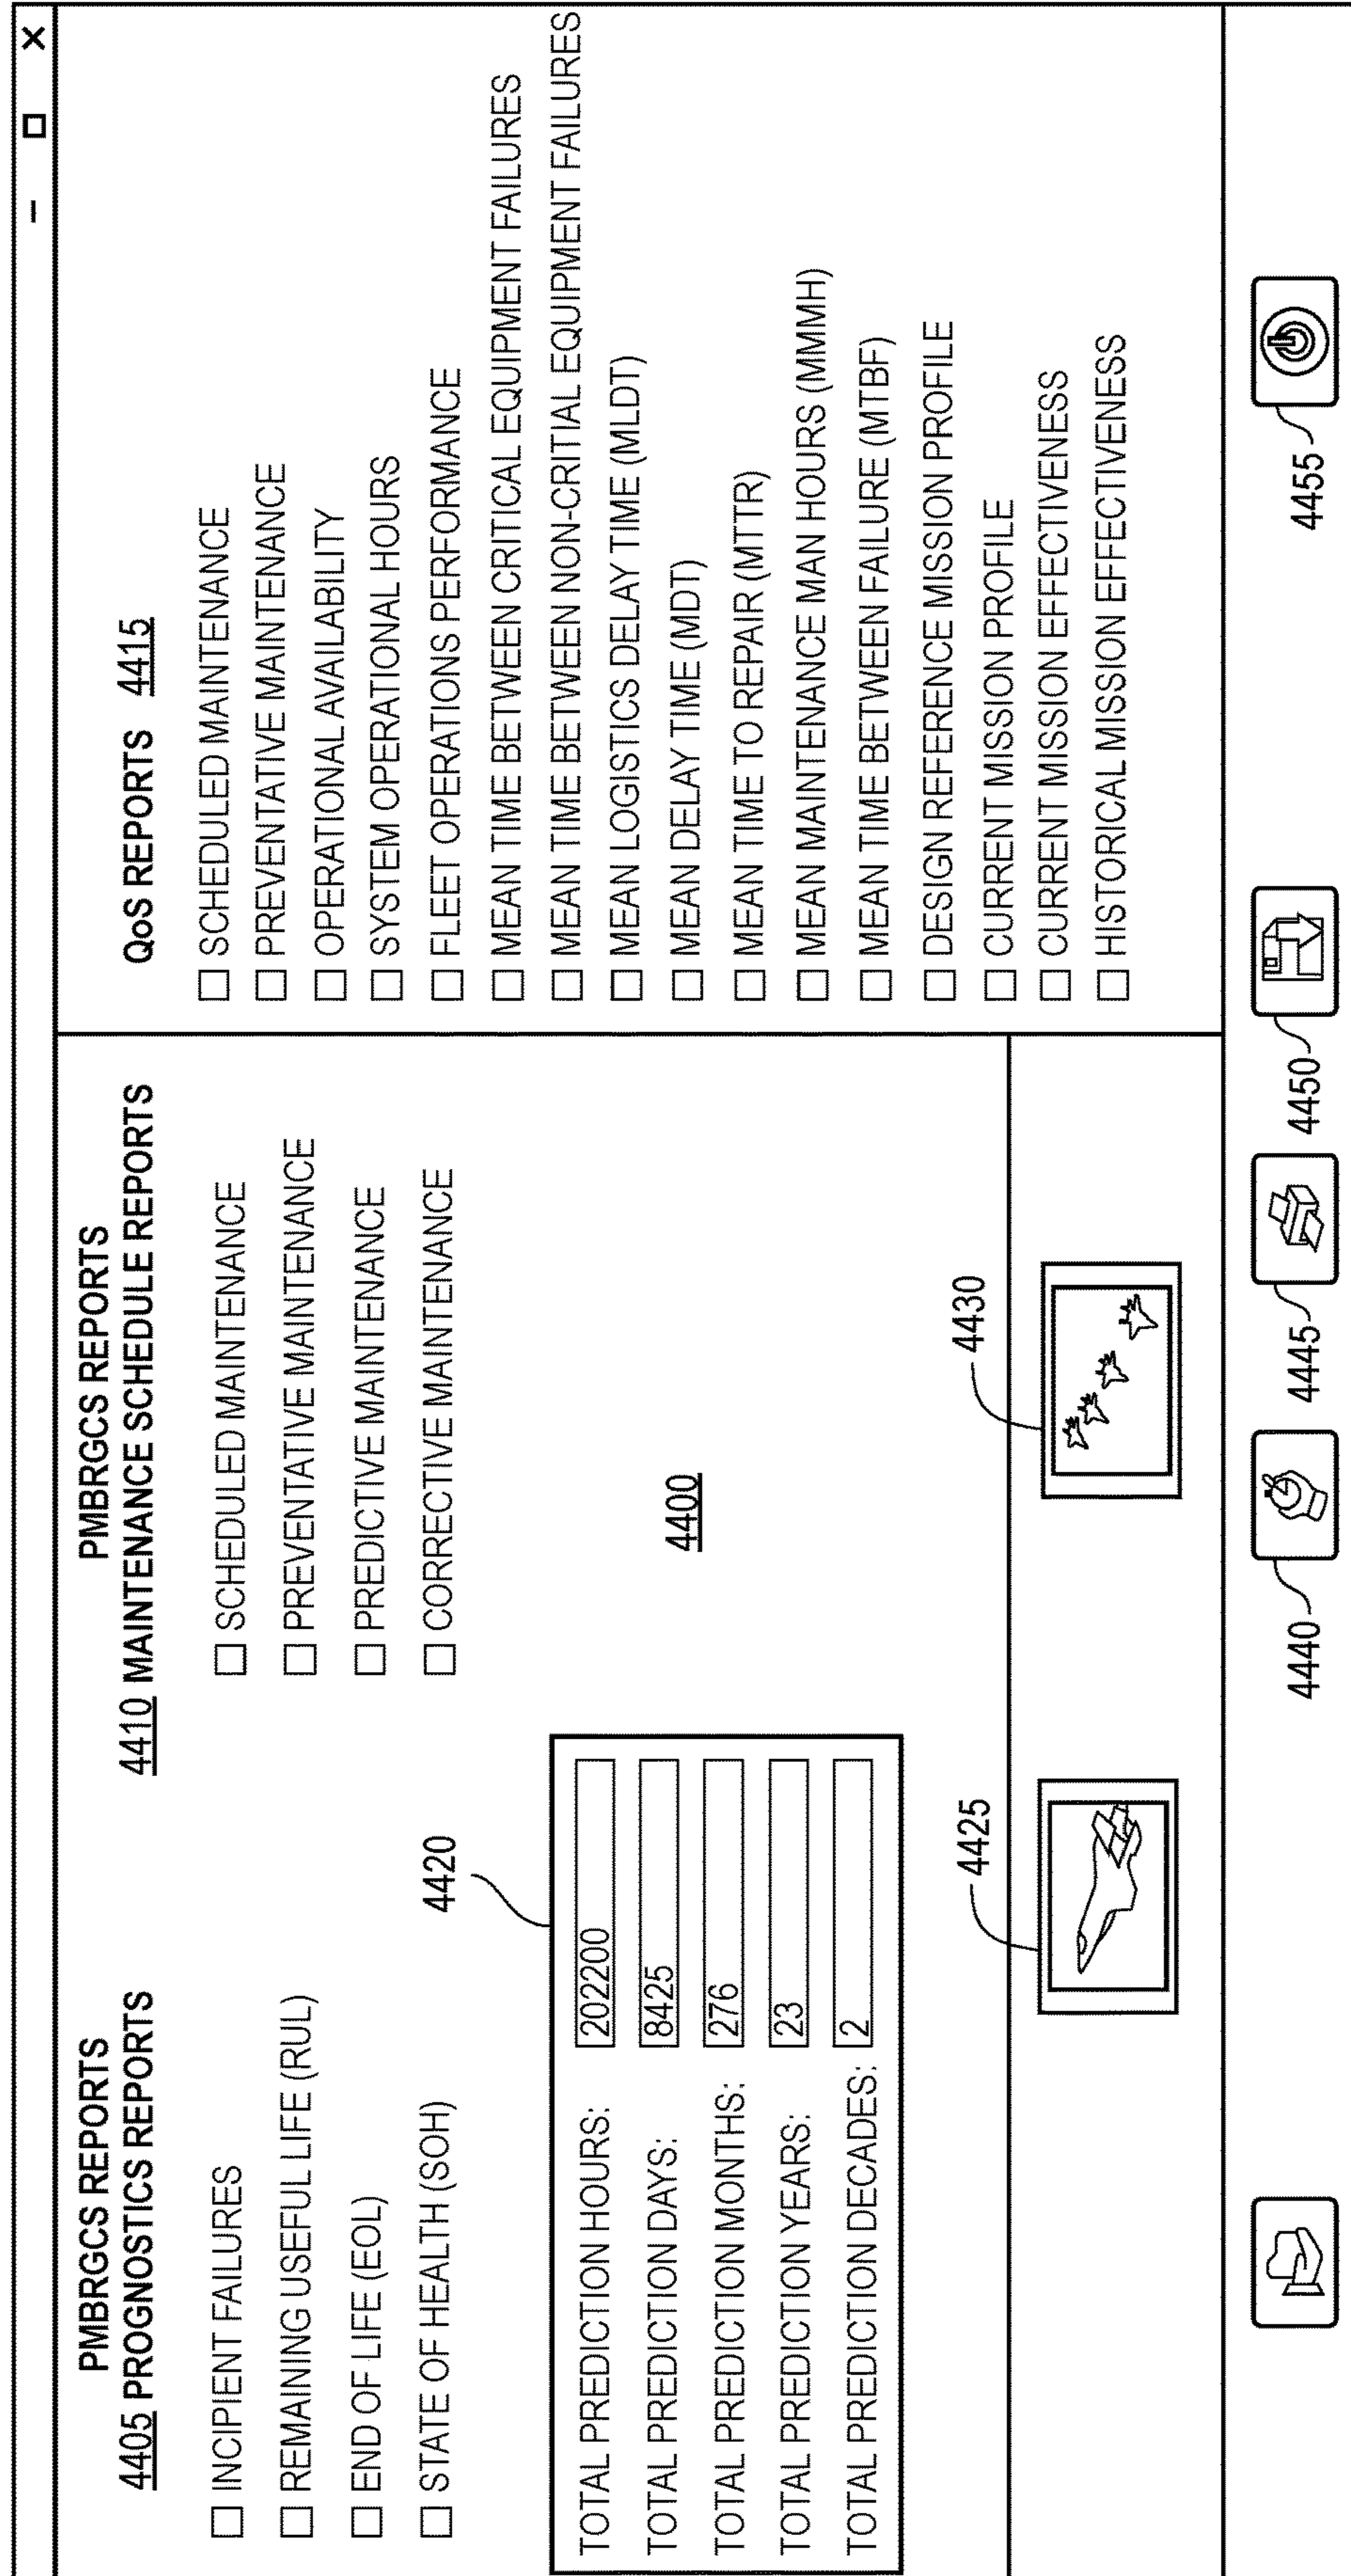 PMBRGCS REPORTS
4405 PROGNOSTICS REPORTS
☐ INCIPIENT FAILURES
☐ REMAINING USEFUL LIFE (RUL)
☐ END OF LIFE (EOL)
☐ STATE OF HEALTH (SOH)
4420
TOTAL PREDICTION HOURS: 202200
TOTAL PREDICTION DAYS: 8425
TOTAL PREDICTION MONTHS: 276
TOTAL PREDICTION YEARS: 23
TOTAL PREDICTION DECADES: 2
PMBRGCS REPORTS
4410 MAINTENANCE SCHEDULE REPORTS
☐ SCHEDULED MAINTENANCE
☐ PREVENTATIVE MAINTENANCE
☐ PREDICTIVE MAINTENANCE
☐ CORRECTIVE MAINTENANCE
4400
QoS REPORTS 4415
☐ SCHEDULED MAINTENANCE
☐ PREVENTATIVE MAINTENANCE
☐ OPERATIONAL AVAILABILITY
☐ SYSTEM OPERATIONAL HOURS
☐ FLEET OPERATIONS PERFORMANCE
☐ MEAN TIME BETWEEN CRITICAL EQUIPMENT FAILURES
☐ MEAN TIME BETWEEN NON-CRITIAL EQUIPMENT FAILURES
☐ MEAN LOGISTICS DELAY TIME (MLDT)
☐ MEAN DELAY TIME (MDT)
☐ MEAN TIME TO REPAIR (MTTR)
☐ MEAN MAINTENANCE MAN HOURS (MMMH)
☐ MEAN TIME BETWEEN FAILURE (MTBF)
☐ DESIGN REFERENCE MISSION PROFILE
☐ CURRENT MISSION PROFILE
☐ CURRENT MISSION EFFECTIVENESS
☐ HISTORICAL MISSION EFFECTIVENESS
4425
4430
4440
4445
4450
4455